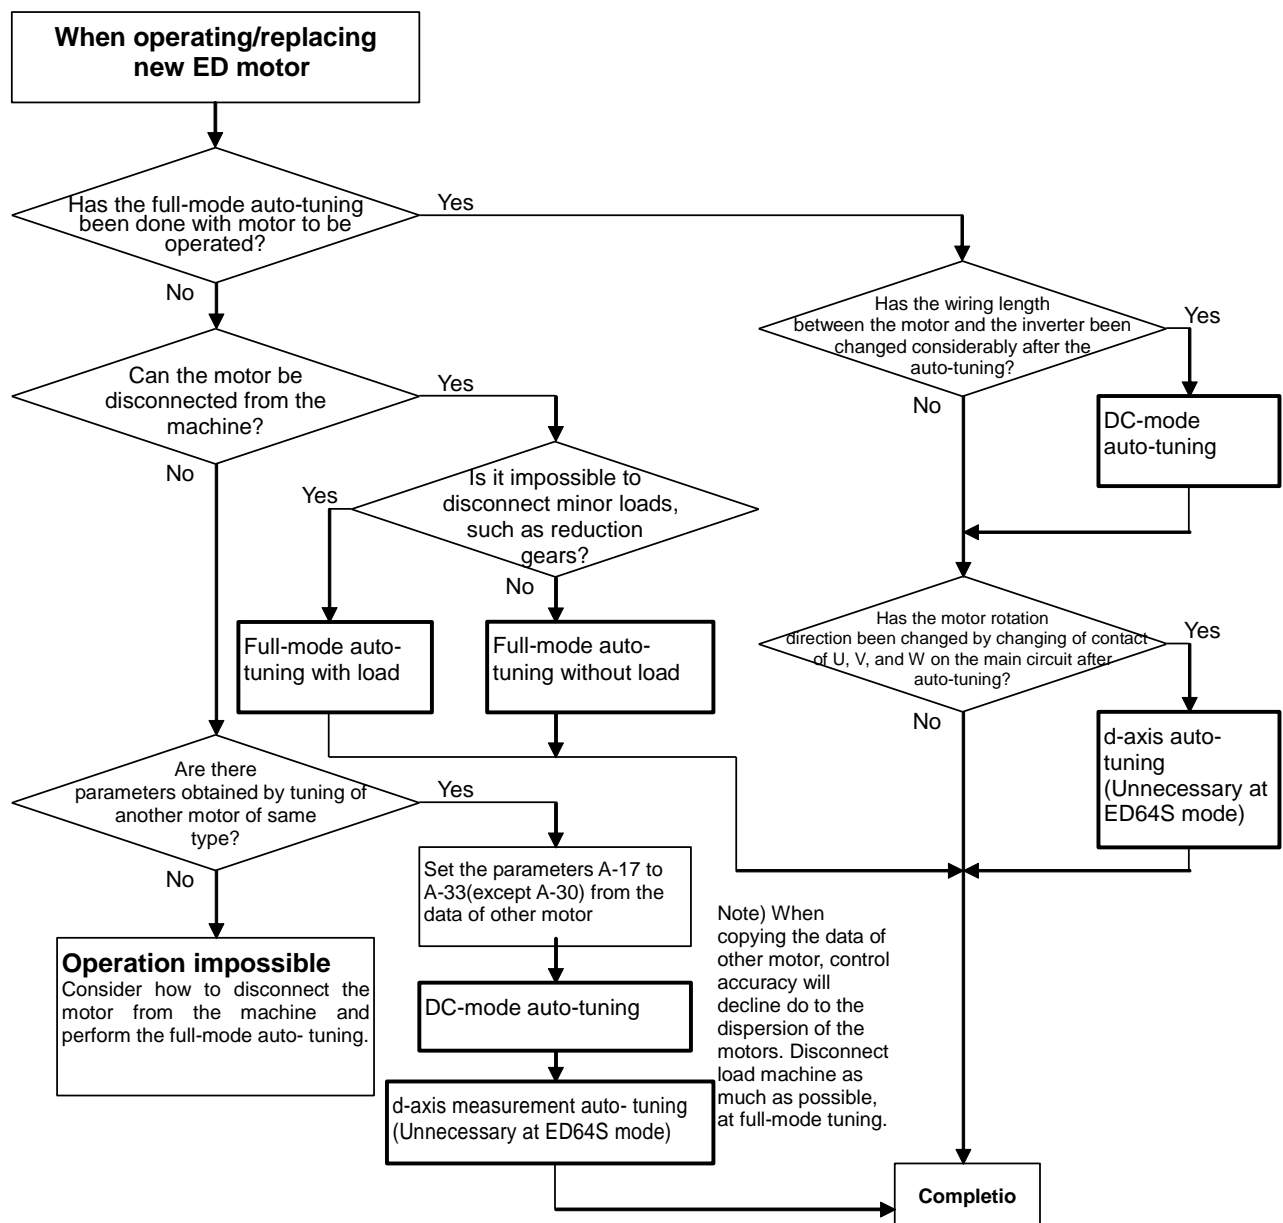 When operating/replacing
new ED motor
Has the full-mode auto-tuning
been done with motor to be
operated?
Yes
No
Has the wiring length
between the motor and the inverter been
changed considerably after the
auto-tuning?
Yes
No
DC-mode
auto-tuning
Can the motor be
disconnected from the
machine?
Yes
No
Is it impossible to
disconnect minor loads,
such as reduction
gears?
Yes
No
Full-mode auto-
tuning with load
Full-mode auto-
tuning without load
Has the motor rotation
direction been changed by changing of contact
of U, V, and W on the main circuit after
auto-tuning?
Yes
No
d-axis auto-
tuning
(Unnecessary at
ED64S mode)
Are there
parameters obtained by tuning of
another motor of same
type?
Yes
No
Set the parameters A-17 to
A-33(except A-30) from the
data of other motor
Operation impossible
Consider how to disconnect the
motor from the machine and
perform the full-mode auto- tuning.
DC-mode auto-tuning
d-axis measurement auto- tuning
(Unnecessary at ED64S mode)
Note) When
copying the data of
other motor, control
accuracy will
decline do to the
dispersion of the
motors. Disconnect
load machine as
much as possible,
at full-mode tuning.
Completio